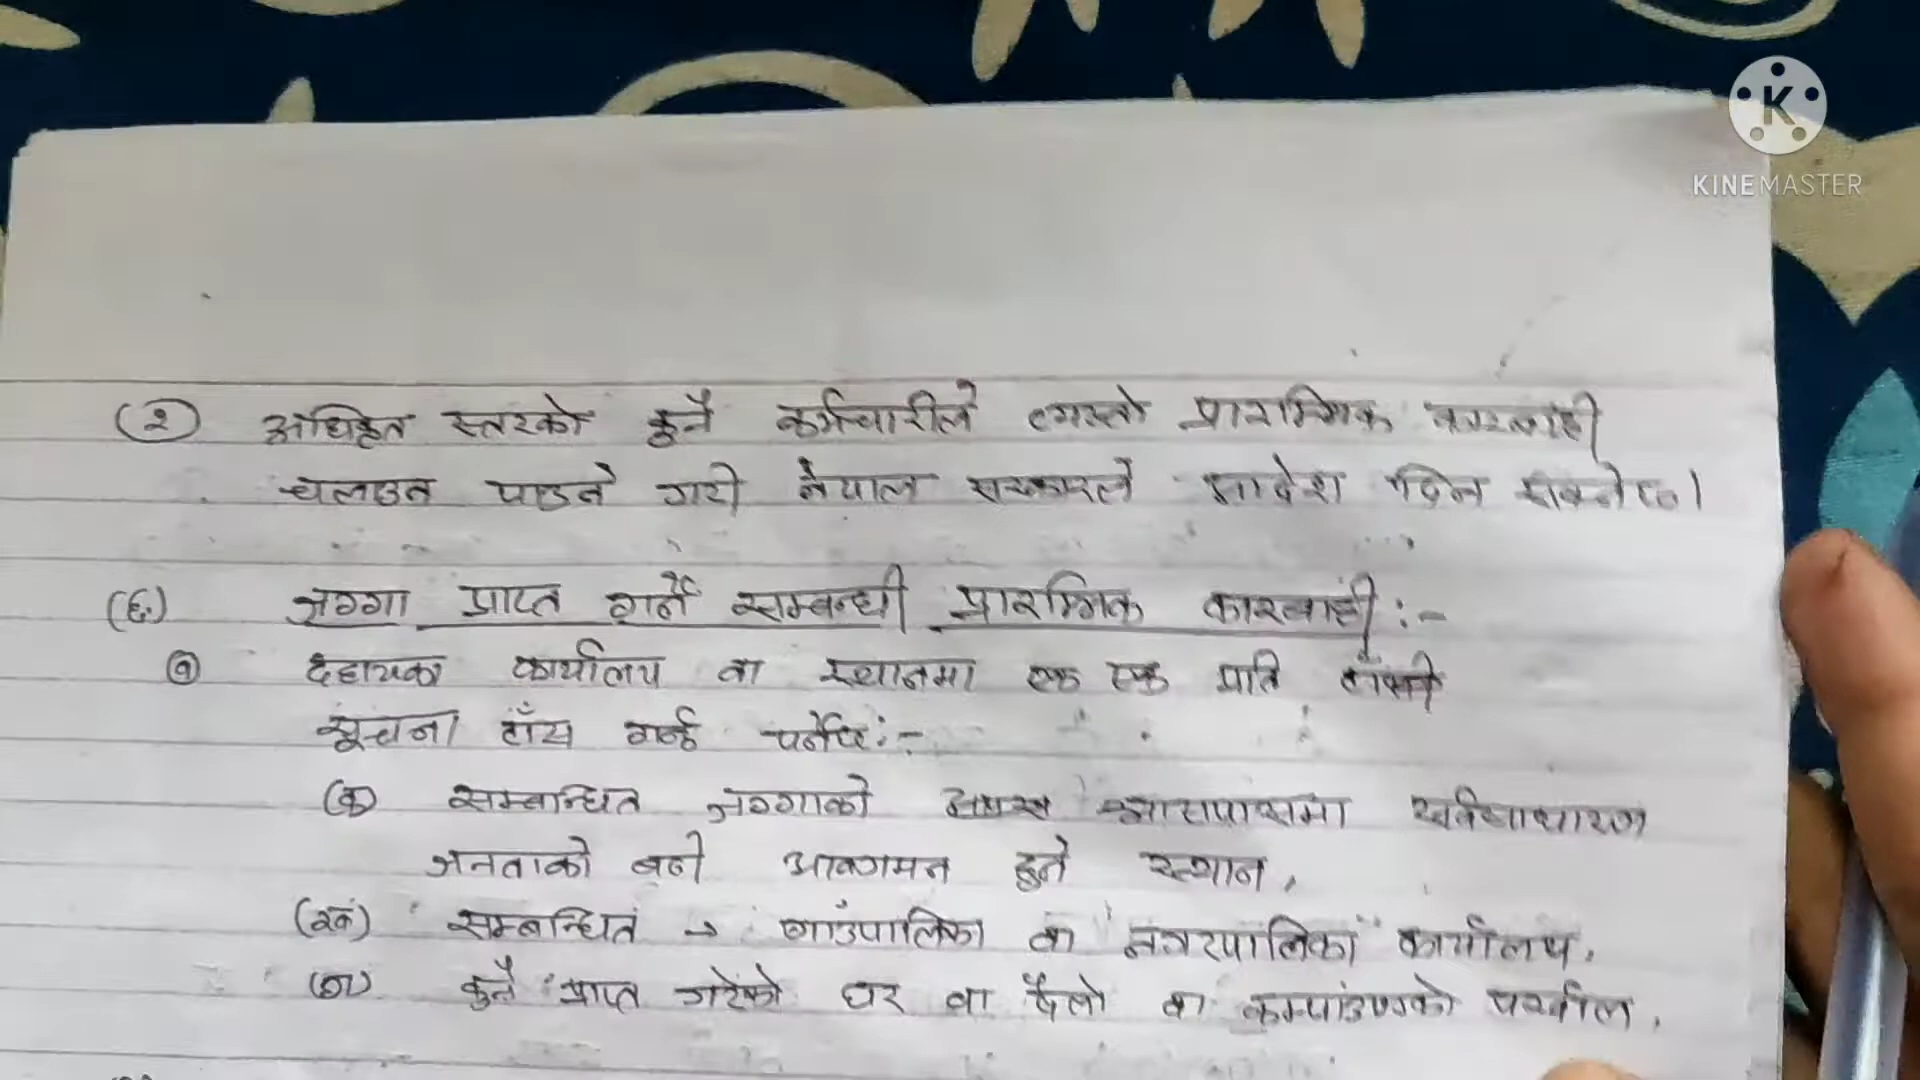 KINEMASTER
(२) अधिकृत स्तरको कुनै कर्मचारीले त्यस्तो प्रारम्भिक कारबाही
चलाउन पाउने गरी नेपाल सरकारले आदेश दिन सक्नेछ।
(६) जग्गा प्राप्त गर्ने सम्बन्धी प्रारम्भिक कारबाही :-
१ देहायका कार्यालय वा स्थानमा एक एक प्रति टाँसी
सूचना टाँस गर्नु पर्नेछ :-
(क) सम्बन्धित जग्गाको आसपासमा सर्वसाधारण
जनताको बढी आवागमन हुने स्थान,
(ख) सम्बन्धित → गाउँपालिका वा नगरपालिका कार्यालय,
(ग) कुनै प्राप्त गरेको घर वा दैलो वा कम्पाउण्डको पर्खाल,